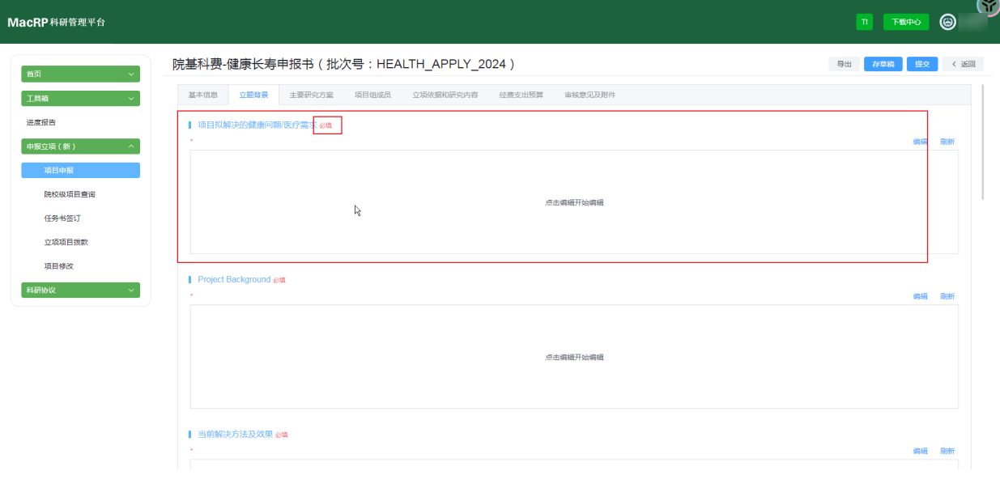 MacRP科研管理平台
TI 下载中心
院基科费-健康长寿申报书（批次号：HEALTH_APPLY_2024）
导出 存草稿 提交 < 返回
首页
工具箱
进度报告
申报立项（新）
项目申报
院校级项目查询
任务书签订
立项项目拨款
项目修改
科研协议
基本信息 立题背景 主要研究方案 项目组成员 立项依据和研究内容 经费支出预算 审核意见及附件
项目拟解决的健康问题/医疗需求 必填
* 编辑 刷新
点击编辑开始编辑
Project Background 必填
* 编辑 刷新
点击编辑开始编辑
当前解决方法及效果 必填
* 编辑 刷新